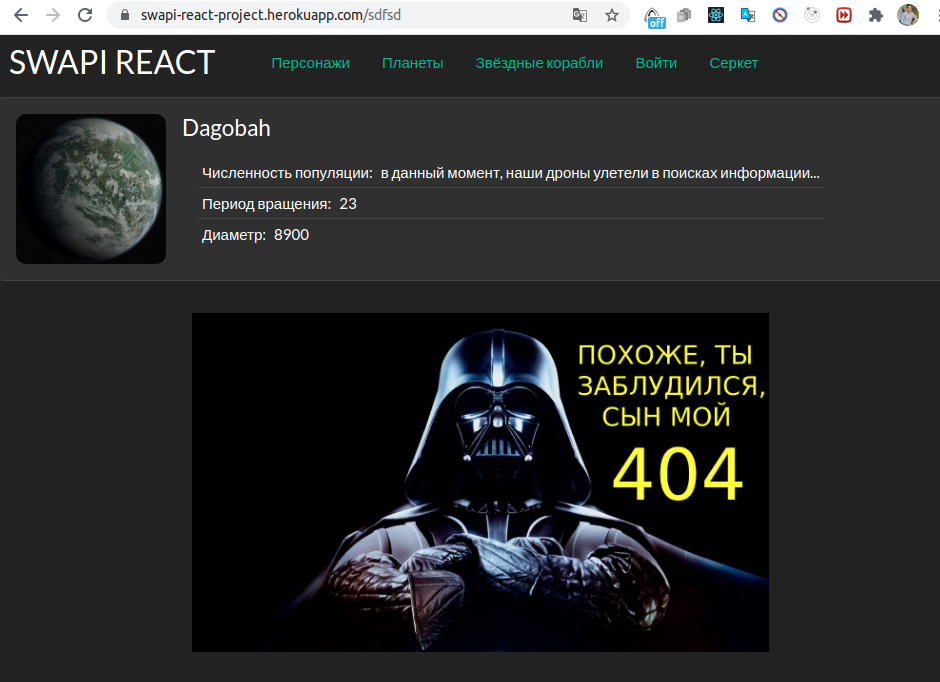 swapi-react-project.herokuapp.com/sdfsd
off
SWAPI REACT
Персонажи Планеты Звёздные корабли Войти Серкет
Dagobah
Численность популяции: в данный момент, наши дроны улетели в поисках информации...
Период вращения: 23
Диаметр: 8900
ПОХОЖЕ, ТЫ
ЗАБЛУДИЛСЯ,
СЫН МОЙ
404